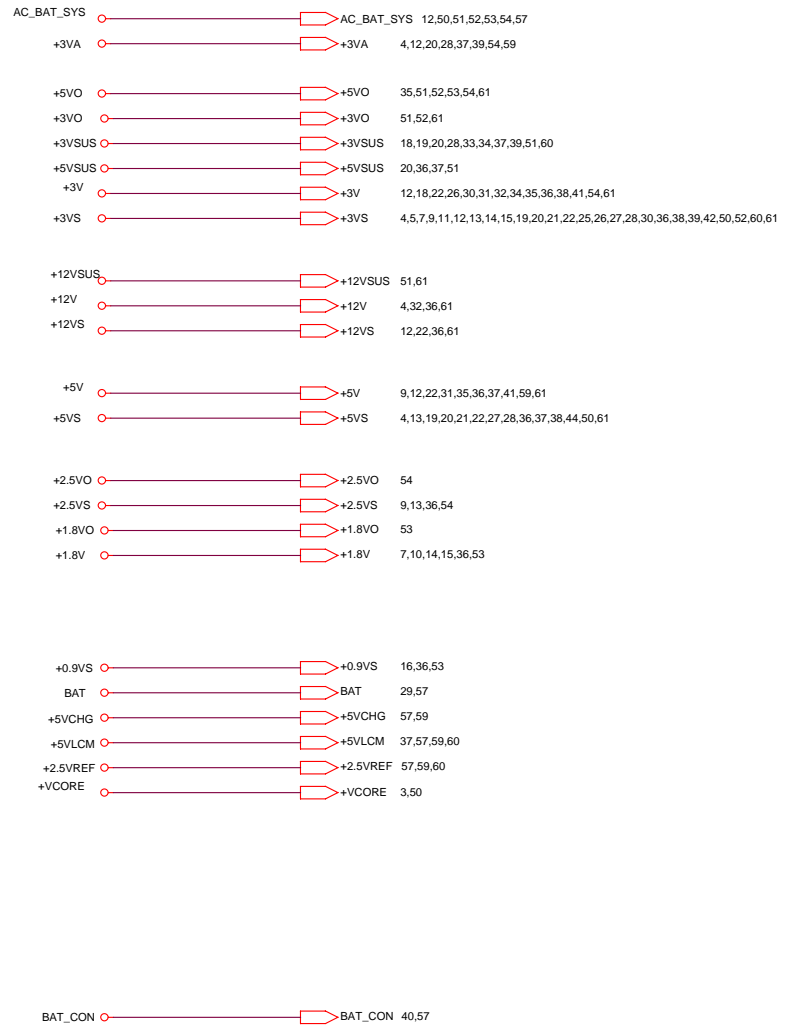 AC_BAT_SYS AC_BAT_SYS 12,50,51,52,53,54,57
+3VA +3VA 4,12,20,28,37,39,54,59
+5VO +5VO 35,51,52,53,54,61
+3VO +3VO 51,52,61
+3VSUS +3VSUS 18,19,20,28,33,34,37,39,51,60
+5VSUS +5VSUS 20,36,37,51
+3V +3V 12,18,22,26,30,31,32,34,35,36,38,41,54,61
+3VS +3VS 4,5,7,9,11,12,13,14,15,19,20,21,22,25,26,27,28,30,36,38,39,42,50,52,60,61
+12VSUS +12VSUS 51,61
+12V +12V 4,32,36,61
+12VS +12VS 12,22,36,61
+5V +5V 9,12,22,31,35,36,37,41,59,61
+5VS +5VS 4,13,19,20,21,22,27,28,36,37,38,44,50,61
+2.5VO +2.5VO 54
+2.5VS +2.5VS 9,13,36,54
+1.8VO +1.8VO 53
+1.8V +1.8V 7,10,14,15,36,53
+0.9VS +0.9VS 16,36,53
BAT BAT 29,57
+5VCHG +5VCHG 57,59
+5VLCM +5VLCM 37,57,59,60
+2.5VREF +2.5VREF 57,59,60
+VCORE +VCORE 3,50
BAT_CON BAT_CON 40,57